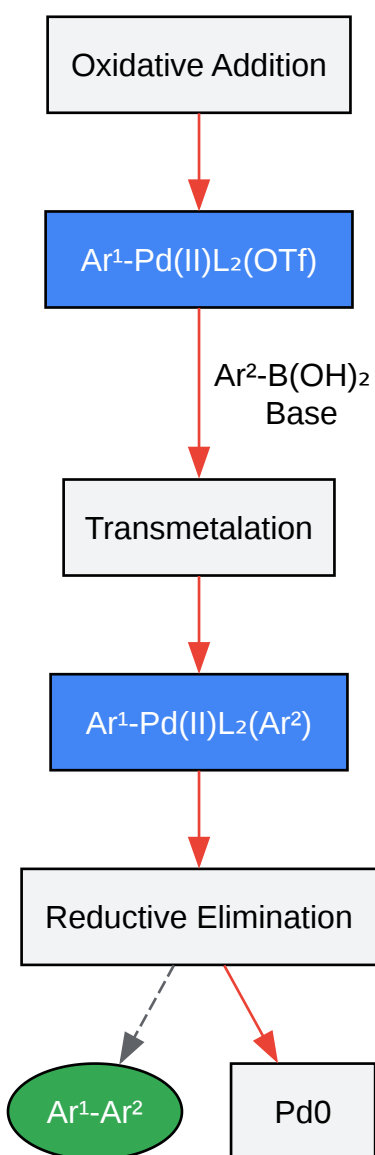 Oxidative Addition
Ar¹-Pd(II)L₂(OTf)
Ar²-B(OH)₂
Base
Transmetalation
Ar¹-Pd(II)L₂(Ar²)
Reductive Elimination
Ar¹-Ar²
Pd0